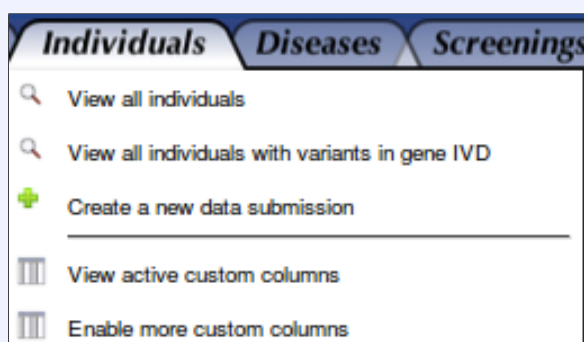 Individuals Diseases Screenings
View all individuals
View all individuals with variants in gene IVD
Create a new data submission
View active custom columns
Enable more custom columns